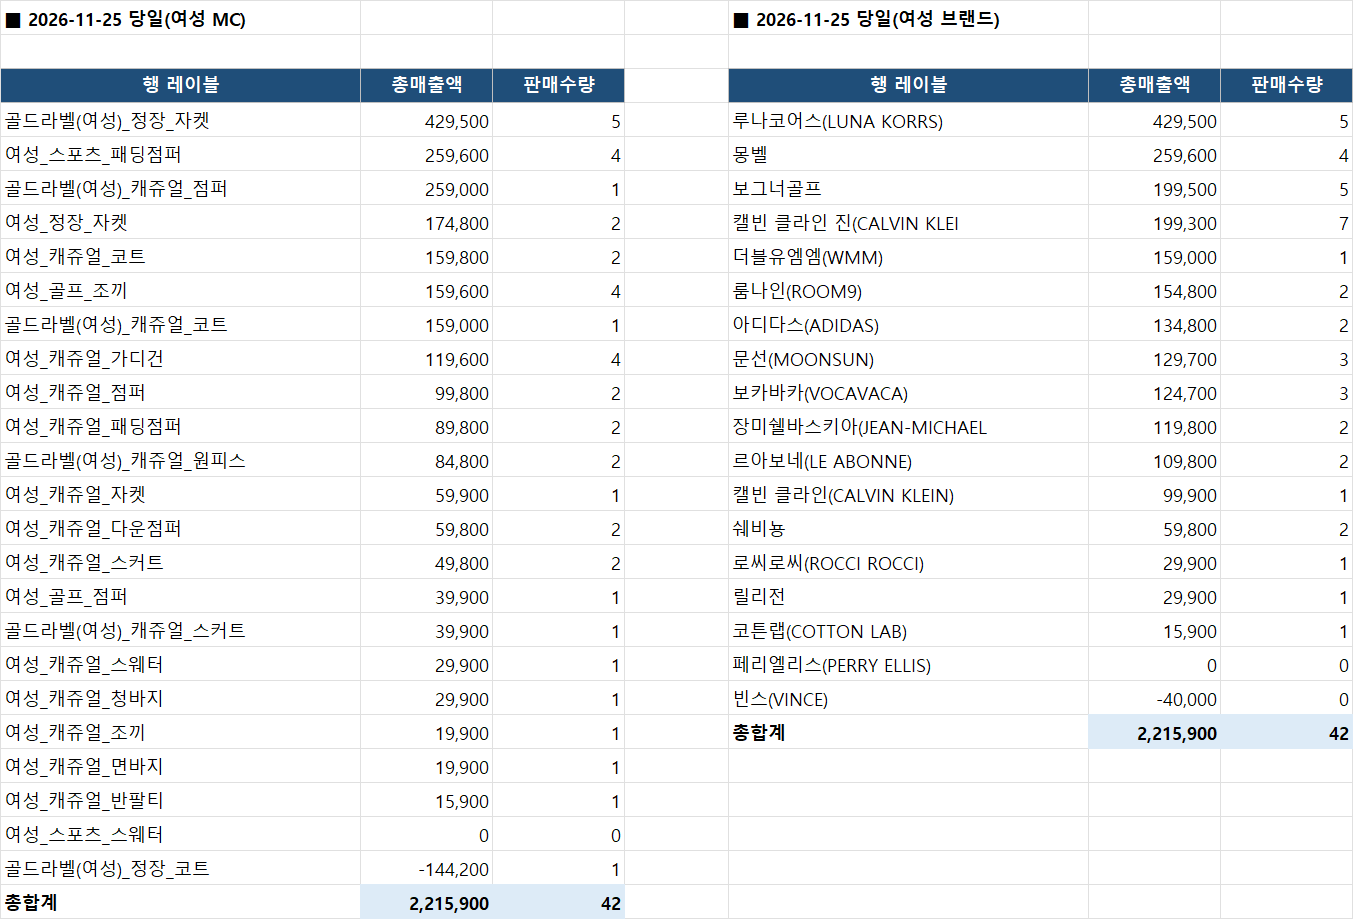 ■ 2026-11-25 당일(여성 MC) ■ 2026-11-25 당일(여성 브랜드)
행 레이블 총매출액 판매수량 행 레이블 총매출액 판매수량
골드라벨(여성)_정장_자켓 429,500 5 루나코어스(LUNA KORRS) 429,500 5
여성_스포츠_패딩점퍼 259,600 4 몽벨 259,600 4
골드라벨(여성)_캐쥬얼_점퍼 259,000 1 보그너골프 199,500 5
여성_정장_자켓 174,800 2 캘빈 클라인 진(CALVIN KLEI 199,300 7
여성_캐쥬얼_코트 159,800 2 더블유엠엠(WMM) 159,000 1
여성_골프_조끼 159,600 4 룸나인(ROOM9) 154,800 2
골드라벨(여성)_캐쥬얼_코트 159,000 1 아디다스(ADIDAS) 134,800 2
여성_캐쥬얼_가디건 119,600 4 문선(MOONSUN) 129,700 3
여성_캐쥬얼_점퍼 99,800 2 보카바카(VOCAVACA) 124,700 3
여성_캐쥬얼_패딩점퍼 89,800 2 장미쉘바스키아(JEAN-MICHAEL 119,800 2
골드라벨(여성)_캐쥬얼_원피스 84,800 2 르아보네(LE ABONNE) 109,800 2
여성_캐쥬얼_자켓 59,900 1 캘빈 클라인(CALVIN KLEIN) 99,900 1
여성_캐쥬얼_다운점퍼 59,800 2 쉐비뇽 59,800 2
여성_캐쥬얼_스커트 49,800 2 로씨로씨(ROCCI ROCCI) 29,900 1
여성_골프_점퍼 39,900 1 릴리전 29,900 1
골드라벨(여성)_캐쥬얼_스커트 39,900 1 코튼랩(COTTON LAB) 15,900 1
여성_캐쥬얼_스웨터 29,900 1 페리엘리스(PERRY ELLIS) 0 0
여성_캐쥬얼_청바지 29,900 1 빈스(VINCE) -40,000 0
여성_캐쥬얼_조끼 19,900 1 총합계 2,215,900 42
여성_캐쥬얼_면바지 19,900 1
여성_캐쥬얼_반팔티 15,900 1
여성_스포츠_스웨터 0 0
골드라벨(여성)_정장_코트 -144,200 1
총합계 2,215,900 42